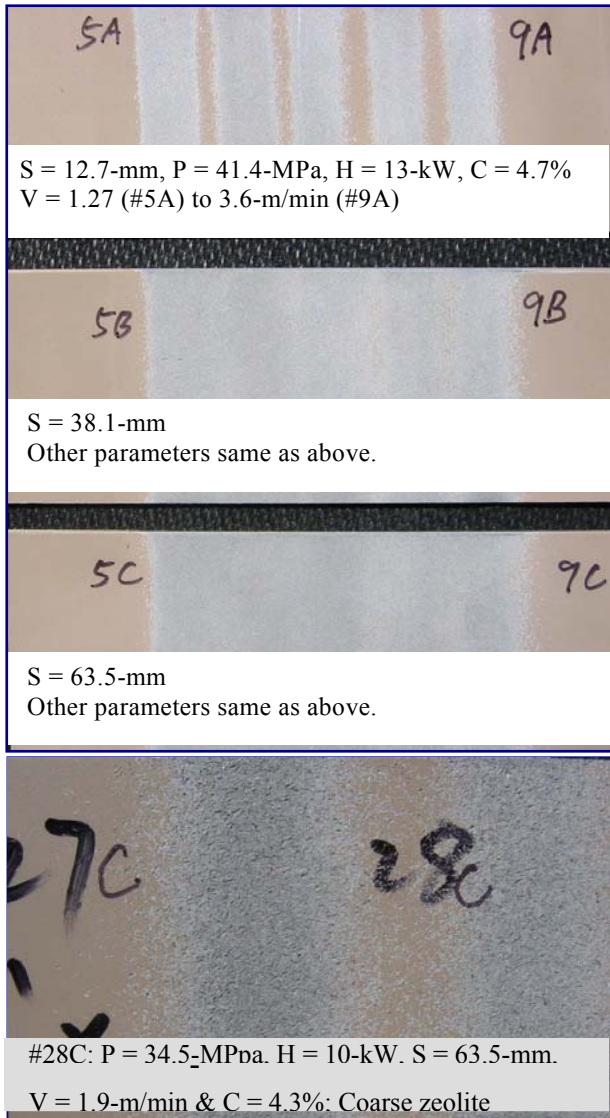 5A 9A
S = 12.7-mm, P = 41.4-MPa, H = 13-kW, C = 4.7%
V = 1.27 (#5A) to 3.6-m/min (#9A)
5B 9B
S = 38.1-mm
Other parameters same as above.
5C 9C
S = 63.5-mm
Other parameters same as above.
27C 28C
#28C: P = 34.5-MPpa, H = 10-kW, S = 63.5-mm,
V = 1.9-m/min & C = 4.3%; Coarse zeolite